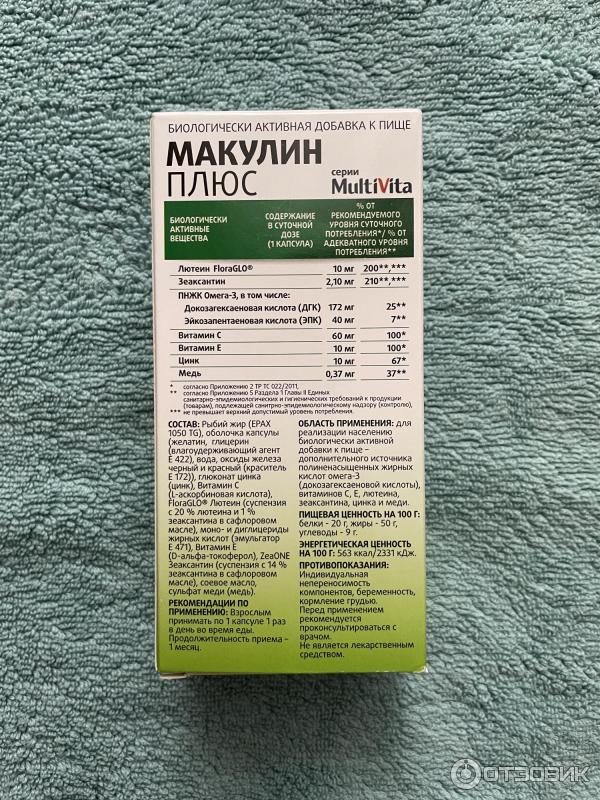 БИОЛОГИЧЕСКИ АКТИВНАЯ ДОБАВКА К ПИЩЕ
МАКУЛИН
ПЛЮС
серии
MultiVita
БИОЛОГИЧЕСКИ
АКТИВНЫЕ
ВЕЩЕСТВА
СОДЕРЖАНИЕ
В СУТОЧНОЙ
ДОЗЕ
(1 КАПСУЛА)
% ОТ
РЕКОМЕНДУЕМОГО
УРОВНЯ СУТОЧНОГО
ПОТРЕБЛЕНИЯ*/ % ОТ
АДЕКВАТНОГО УРОВНЯ
ПОТРЕБЛЕНИЯ**
Лютеин FloraGLO® 10 мг 200**,***
Зеаксантин 2,10 мг 210**,***
ПНЖК Омега-3, в том числе:
Докозагексаеновая кислота (ДГК) 172 мг 25**
Эйкозапентаеновая кислота (ЭПК) 40 мг 7**
Витамин С 60 мг 100*
Витамин Е 10 мг 100*
Цинк 10 мг 67*
Медь 0,37 мг 37**
* согласно Приложению 2 ТР ТС 022/2011,
** согласно Приложению 5 Раздела 1 Главы II Единых
санитарно-эпидемиологических и гигиенических требований к продукции
(товарам), подлежащей санитрно-эпидемиологическому надзору (контролю),
*** не превышает верхний допустимый уровень потребления.
СОСТАВ: Рыбий жир (EPAX
1050 TG), оболочка капсулы
(желатин, глицерин
(влагоудерживающий агент
Е 422), вода, оксиды железа
черный и красный (краситель
Е 172)), глюконат цинка
(цинк), Витамин С
(L-аскорбиновая кислота),
FloraGLO® Лютеин (суспензия
с 20 % лютеина и 1 %
зеаксантина в сафлоровом
масле), моно- и диглицериды
жирных кислот (эмульгатор
Е 471), Витамин Е
(D-альфа-токоферол), ZeaONE
Зеаксантин (суспензия с 14 %
зеаксантина в сафлоровом
масле), соевое масло,
сульфат меди (медь).
РЕКОМЕНДАЦИИ ПО
ПРИМЕНЕНИЮ: Взрослым
принимать по 1 капсуле 1 раз
в день во время еды.
Продолжительность приема –
1 месяц.
ОБЛАСТЬ ПРИМЕНЕНИЯ: для
реализации населению
биологически активной
добавки к пище –
дополнительного источника
полиненасыщенных жирных
кислот омега-3
(докозагексаеновой кислоты),
витаминов С, Е, лютеина,
зеаксантина, цинка и меди.
ПИЩЕВАЯ ЦЕННОСТЬ НА 100 Г:
белки - 20 г, жиры - 50 г,
углеводы - 9 г.
ЭНЕРГЕТИЧЕСКАЯ ЦЕННОСТЬ
НА 100 Г: 563 ккал/2331 кДж.
ПРОТИВОПОКАЗАНИЯ:
Индивидуальная
непереносимость
компонентов, беременность,
кормление грудью.
Перед применением
рекомендуется
проконсультироваться с
врачом.
Не является лекарственным
средством.
ОТЗОВИК